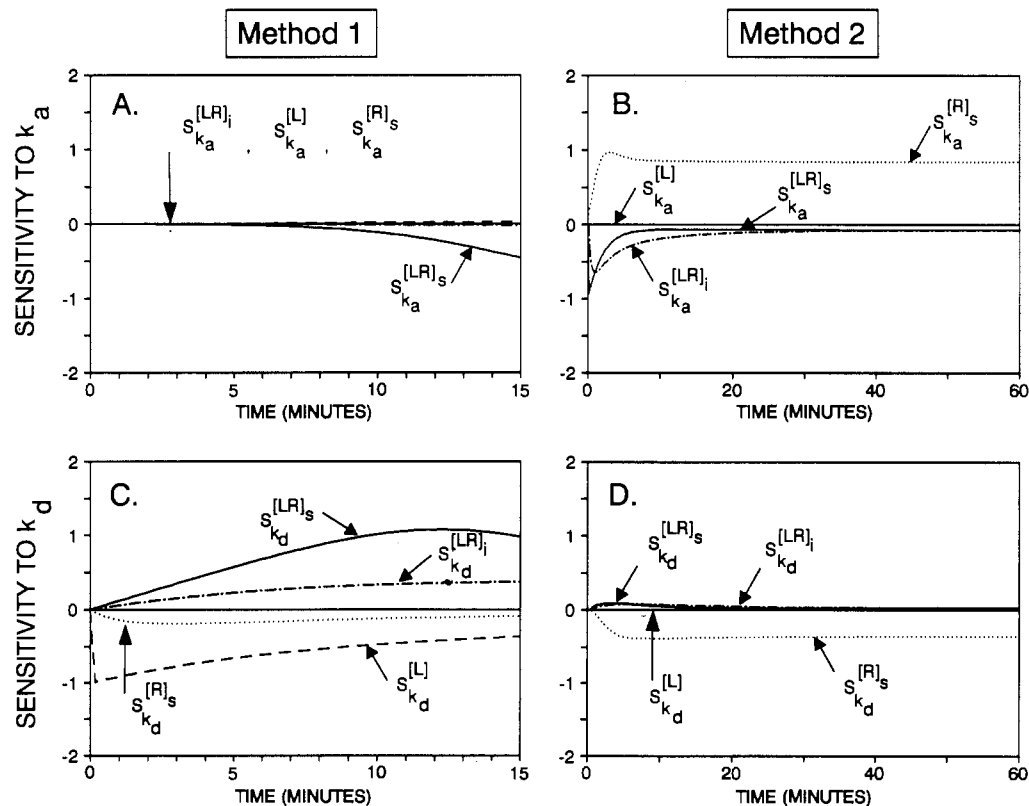 Method 1
Method 2
SENSITIVITY TO k_a
A.
S_{k_a}^{[LR]_i} , S_{k_a}^{[L]} , S_{k_a}^{[R]_s}
S_{k_a}^{[LR]_s}
2
1
0
-1
-2
0 5 10 15
TIME (MINUTES)
B.
S_{k_a}^{[R]_s}
S_{k_a}^{[L]}
S_{k_a}^{[LR]_s}
S_{k_a}^{[LR]_i}
2
1
0
-1
-2
0 20 40 60
TIME (MINUTES)
SENSITIVITY TO k_d
C.
S_{k_d}^{[LR]_s}
S_{k_d}^{[LR]_i}
S_{k_d}^{[R]_s}
S_{k_d}^{[L]}
2
1
0
-1
-2
0 5 10 15
TIME (MINUTES)
D.
S_{k_d}^{[LR]_s}
S_{k_d}^{[LR]_i}
S_{k_d}^{[L]}
S_{k_d}^{[R]_s}
2
1
0
-1
-2
0 20 40 60
TIME (MINUTES)